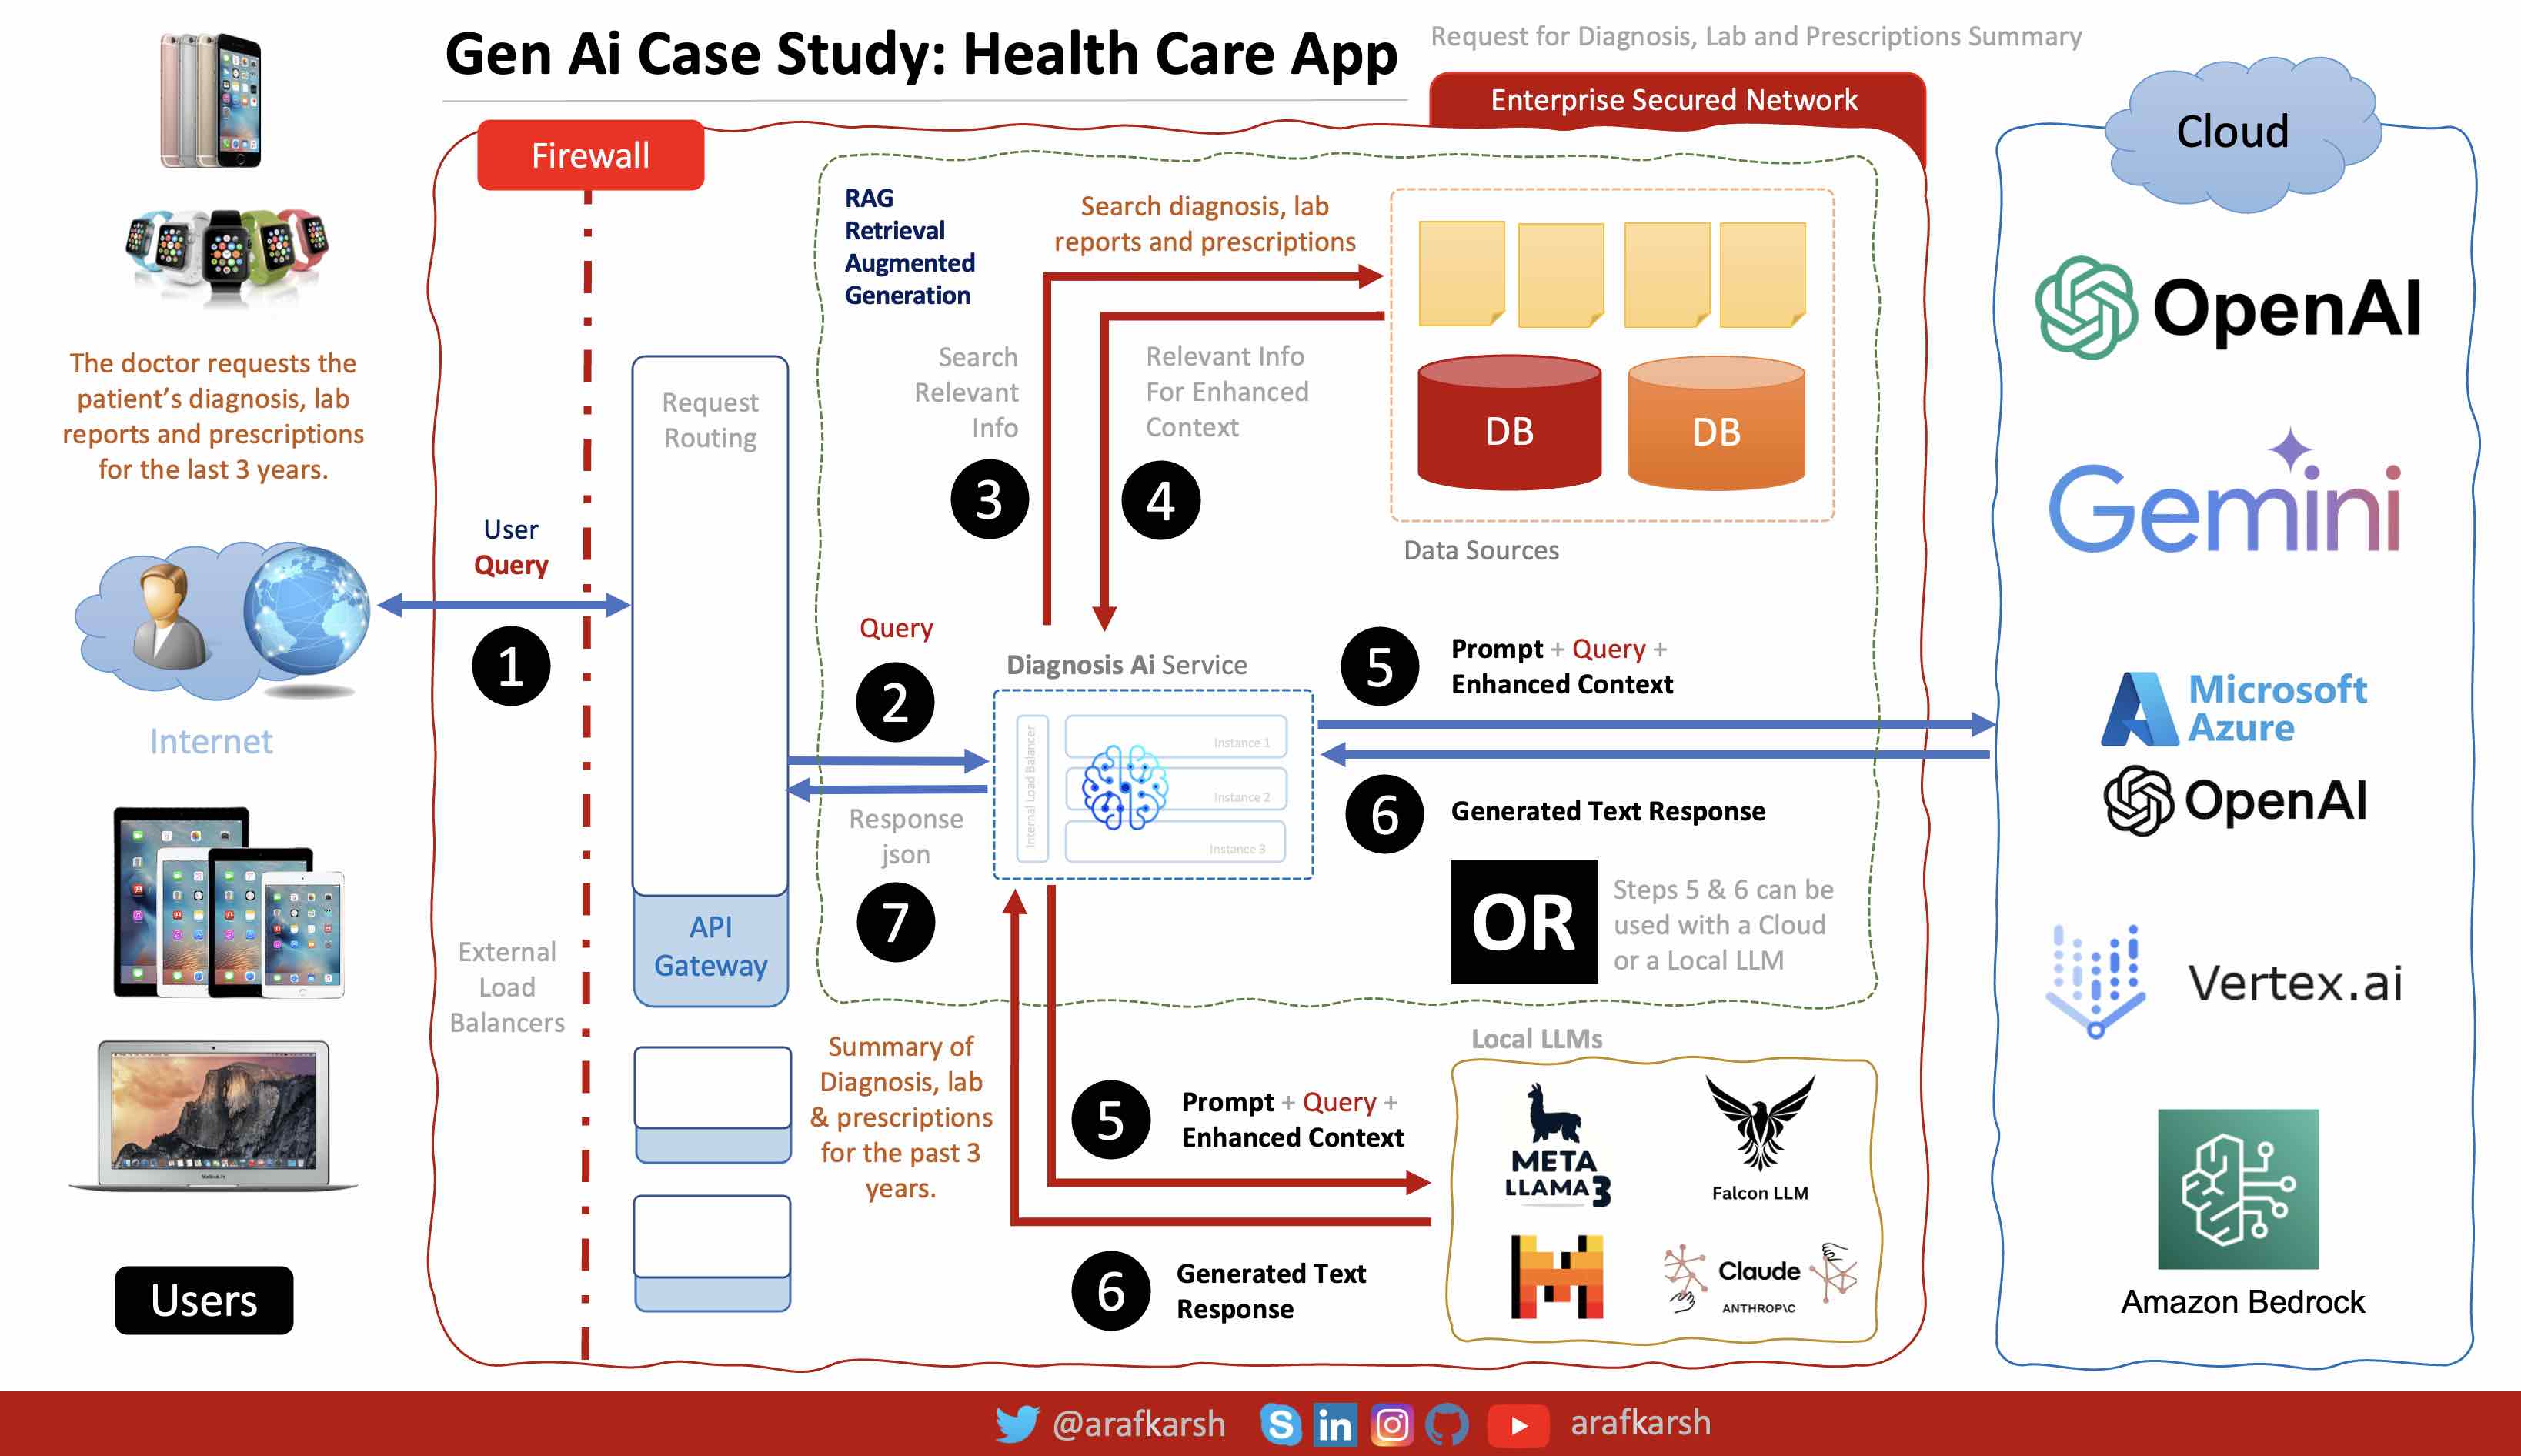 Gen Ai Case Study: Health Care App
Request for Diagnosis, Lab and Prescriptions Summary
Enterprise Secured Network
Firewall
Cloud
The doctor requests the
patient's diagnosis, lab
reports and prescriptions
for the last 3 years.
User
Query
1
Internet
Users
External
Load
Balancers
Request
Routing
API
Gateway
RAG
Retrieval
Augmented
Generation
Search diagnosis, lab
reports and prescriptions
Search
Relevant
Info
3
Relevant Info
For Enhanced
Context
4
DB
DB
Data Sources
Query
2
Diagnosis Ai Service
Internal Load Balancer
Instance 1
Instance 2
Instance 3
Response
json
7
5
Prompt + Query +
Enhanced Context
6
Generated Text Response
OR
Steps 5 & 6 can be
used with a Cloud
or a Local LLM
Summary of
Diagnosis, lab
& prescriptions
for the past 3
years.
5
Prompt + Query +
Enhanced Context
6
Generated Text
Response
Local LLMs
META
LLAMA 3
Falcon LLM
Claude
ANTHROP\C
OpenAI
Gemini
Microsoft
Azure
OpenAI
Vertex.ai
Amazon Bedrock
@arafkarsh
in
arafkarsh